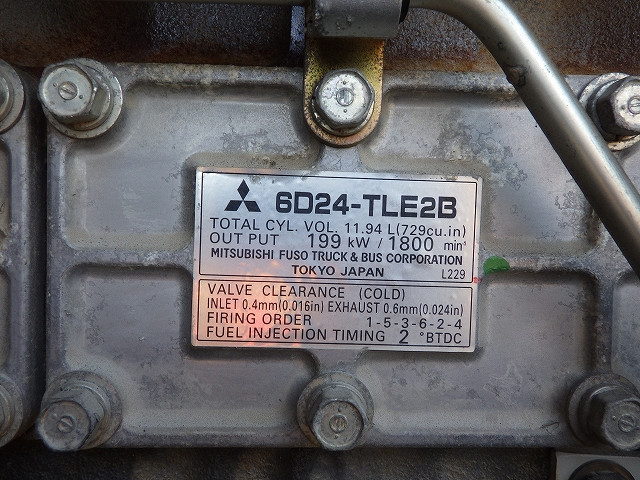 6D24-TLE2B
TOTAL CYL. VOL. 11.94 L(729cu.in)
OUT PUT 199 kW / 1800 min⁻¹
MITSUBISHI FUSO TRUCK & BUS CORPORATION
TOKYO JAPAN L229
VALVE CLEARANCE (COLD)
INLET 0.4mm(0.016in) EXHAUST 0.6mm(0.024in)
FIRING ORDER 1-5-3-6-2-4
FUEL INJECTION TIMING 2 °BTDC